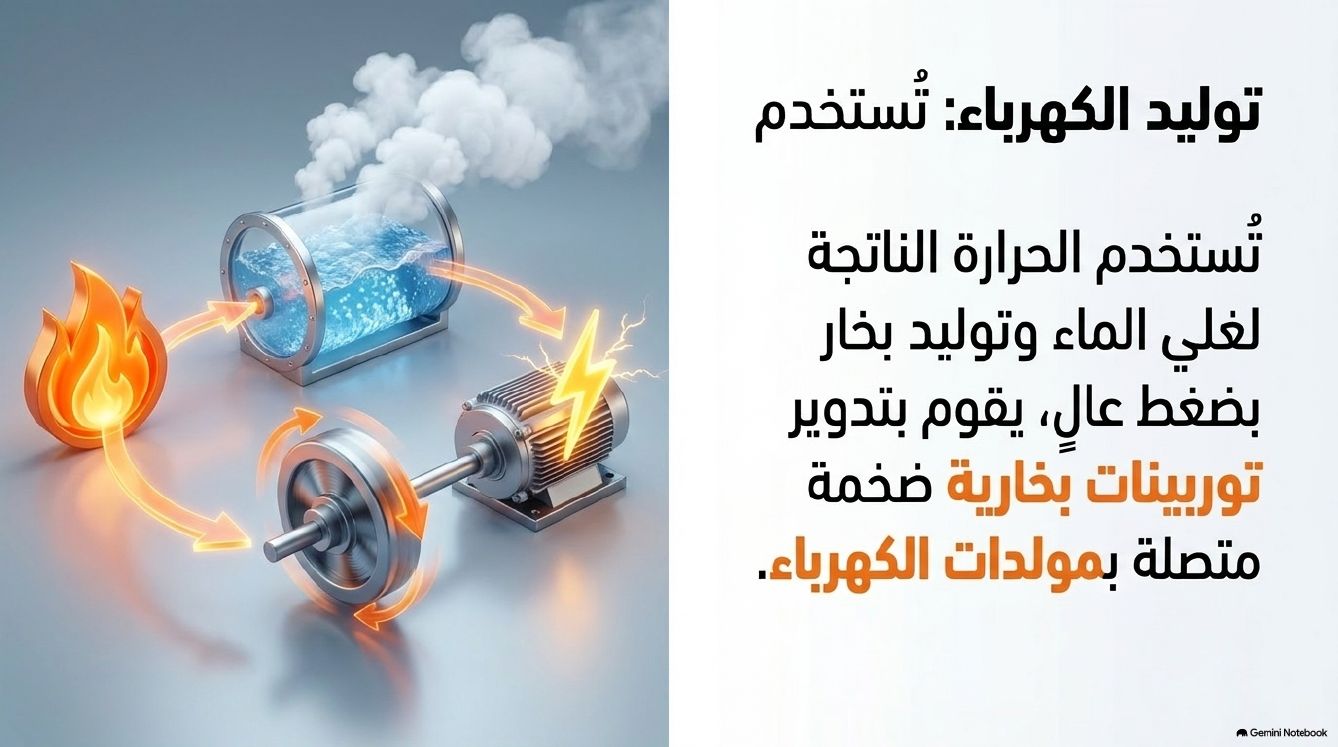 توليد الكهرباء: تُستخدم
تُستخدم الحرارة الناتجة
لغلي الماء وتوليد بخار
بضغط عالٍ، يقوم بتدوير
توربينات بخارية ضخمة
متصلة بمولدات الكهرباء.
Gemini Notebook